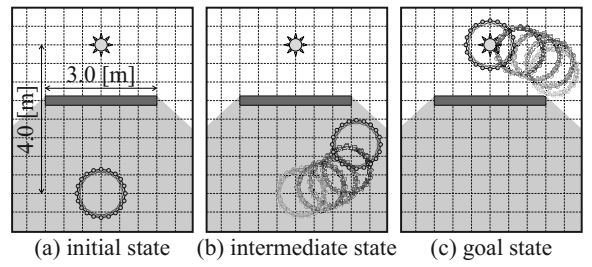 3.0 [m]
4.0 [m]
(a) initial state
(b) intermediate state
(c) goal state